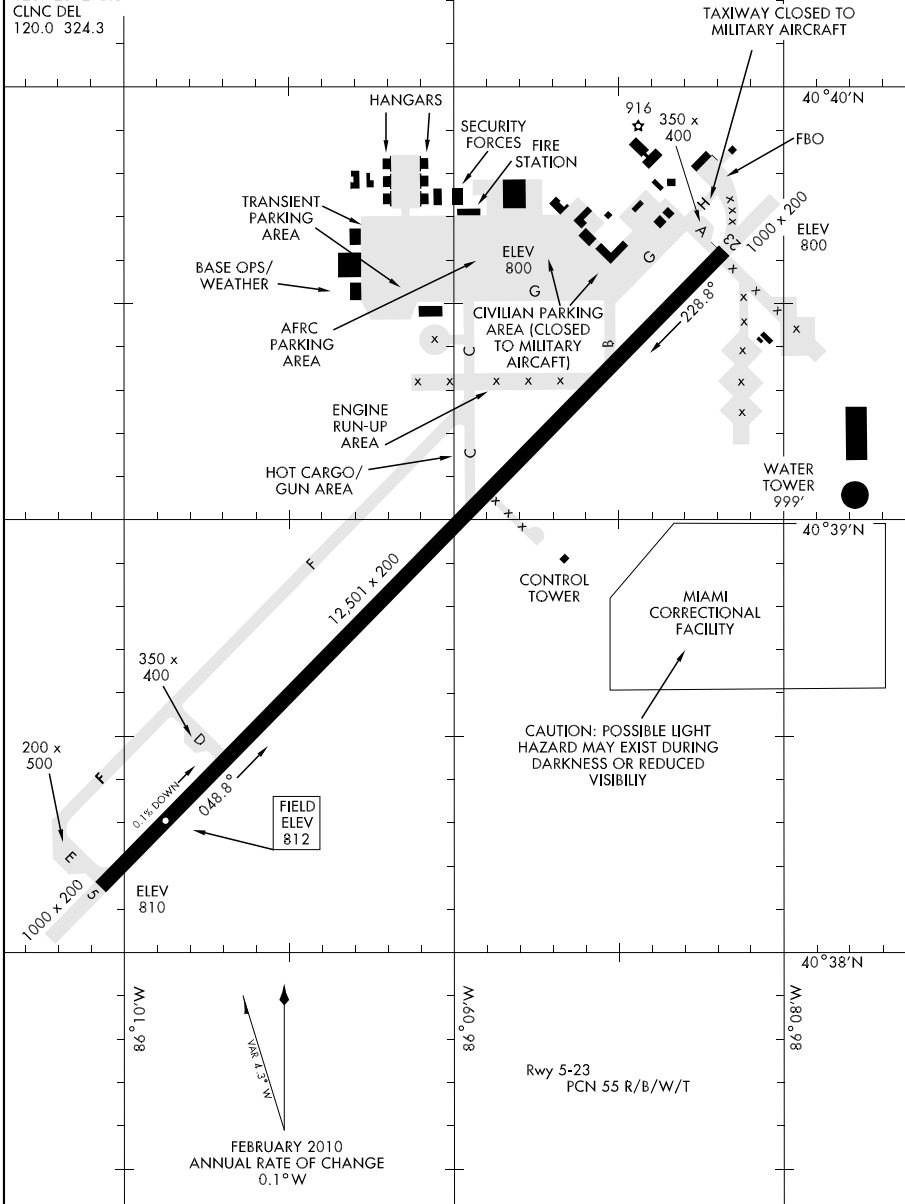 CLNC DEL
120.0 324.3
TAXIWAY CLOSED TO
MILITARY AIRCRAFT
40°40'N
HANGARS
916
350 x
400
FBO
SECURITY
FORCES
FIRE
STATION
TRANSIENT
PARKING
AREA
H
A
23
1000 x 200
ELEV
800
ELEV
800
G
G
BASE OPS/
WEATHER
228.8°
AFRC
PARKING
AREA
CIVILIAN PARKING
AREA (CLOSED
TO MILITARY
AIRCAFT)
C
B
x x x
x x x x x x
x
x x x x x
x x x x
x x x
ENGINE
RUN-UP
AREA
C
HOT CARGO/
GUN AREA
WATER
TOWER
999'
40°39'N
F
12,501 x 200
CONTROL
TOWER
MIAMI
CORRECTIONAL
FACILITY
350 x
400
D
CAUTION: POSSIBLE LIGHT
HAZARD MAY EXIST DURING
DARKNESS OR REDUCED
VISIBILIY
200 x
500
F
0.1% DOWN
048.8°
FIELD
ELEV
812
E
5
1000 x 200
ELEV
810
40°38'N
86°10'W
86°09'W
86°08'W
VAR 4.3° W
Rwy 5-23
PCN 55 R/B/W/T
FEBRUARY 2010
ANNUAL RATE OF CHANGE
0.1°W